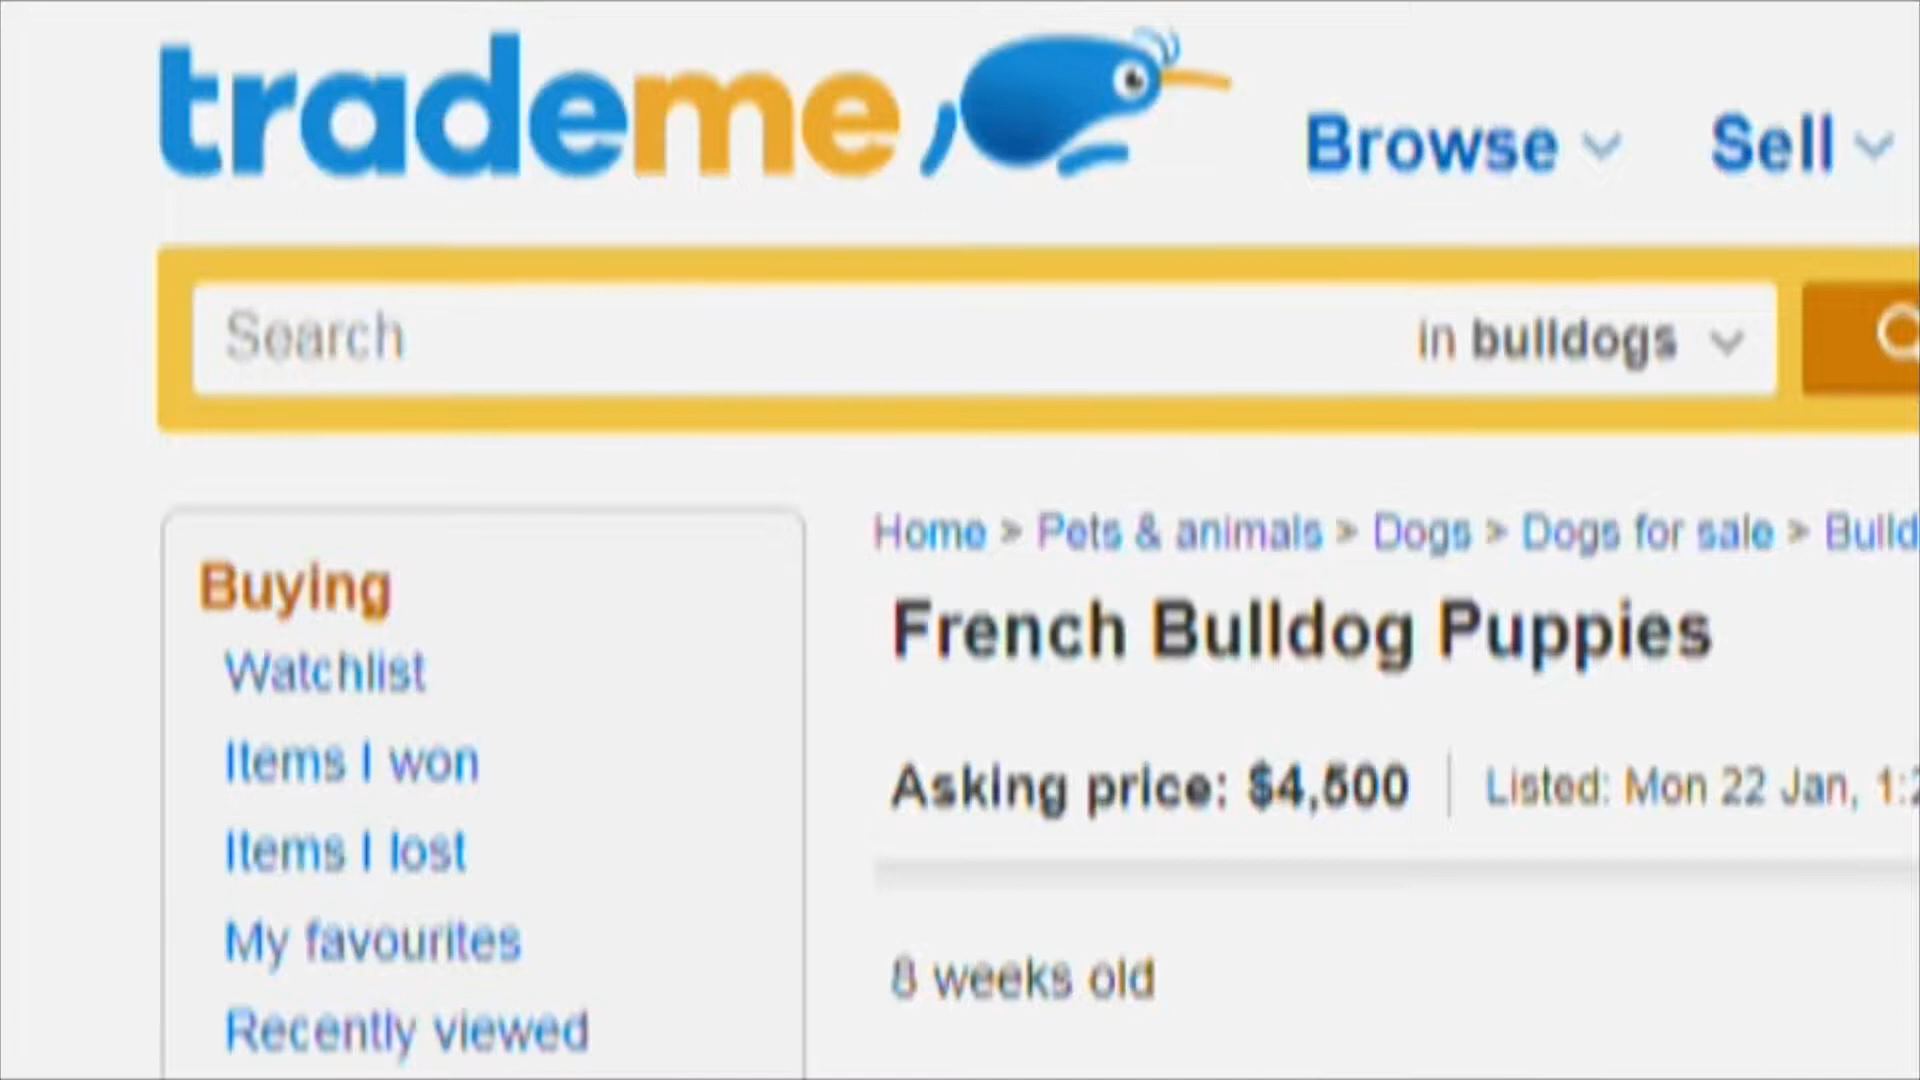 trademe
Browse
Sell
Search
in bulldogs
Home > Pets & animals > Dogs > Dogs for sale >
French Bulldog Puppies
Asking price: $4,500
Listed: Mon 22 Jan,
8 weeks old
Buying
Watchlist
Items I won
Items I lost
My favourites
Recently viewed